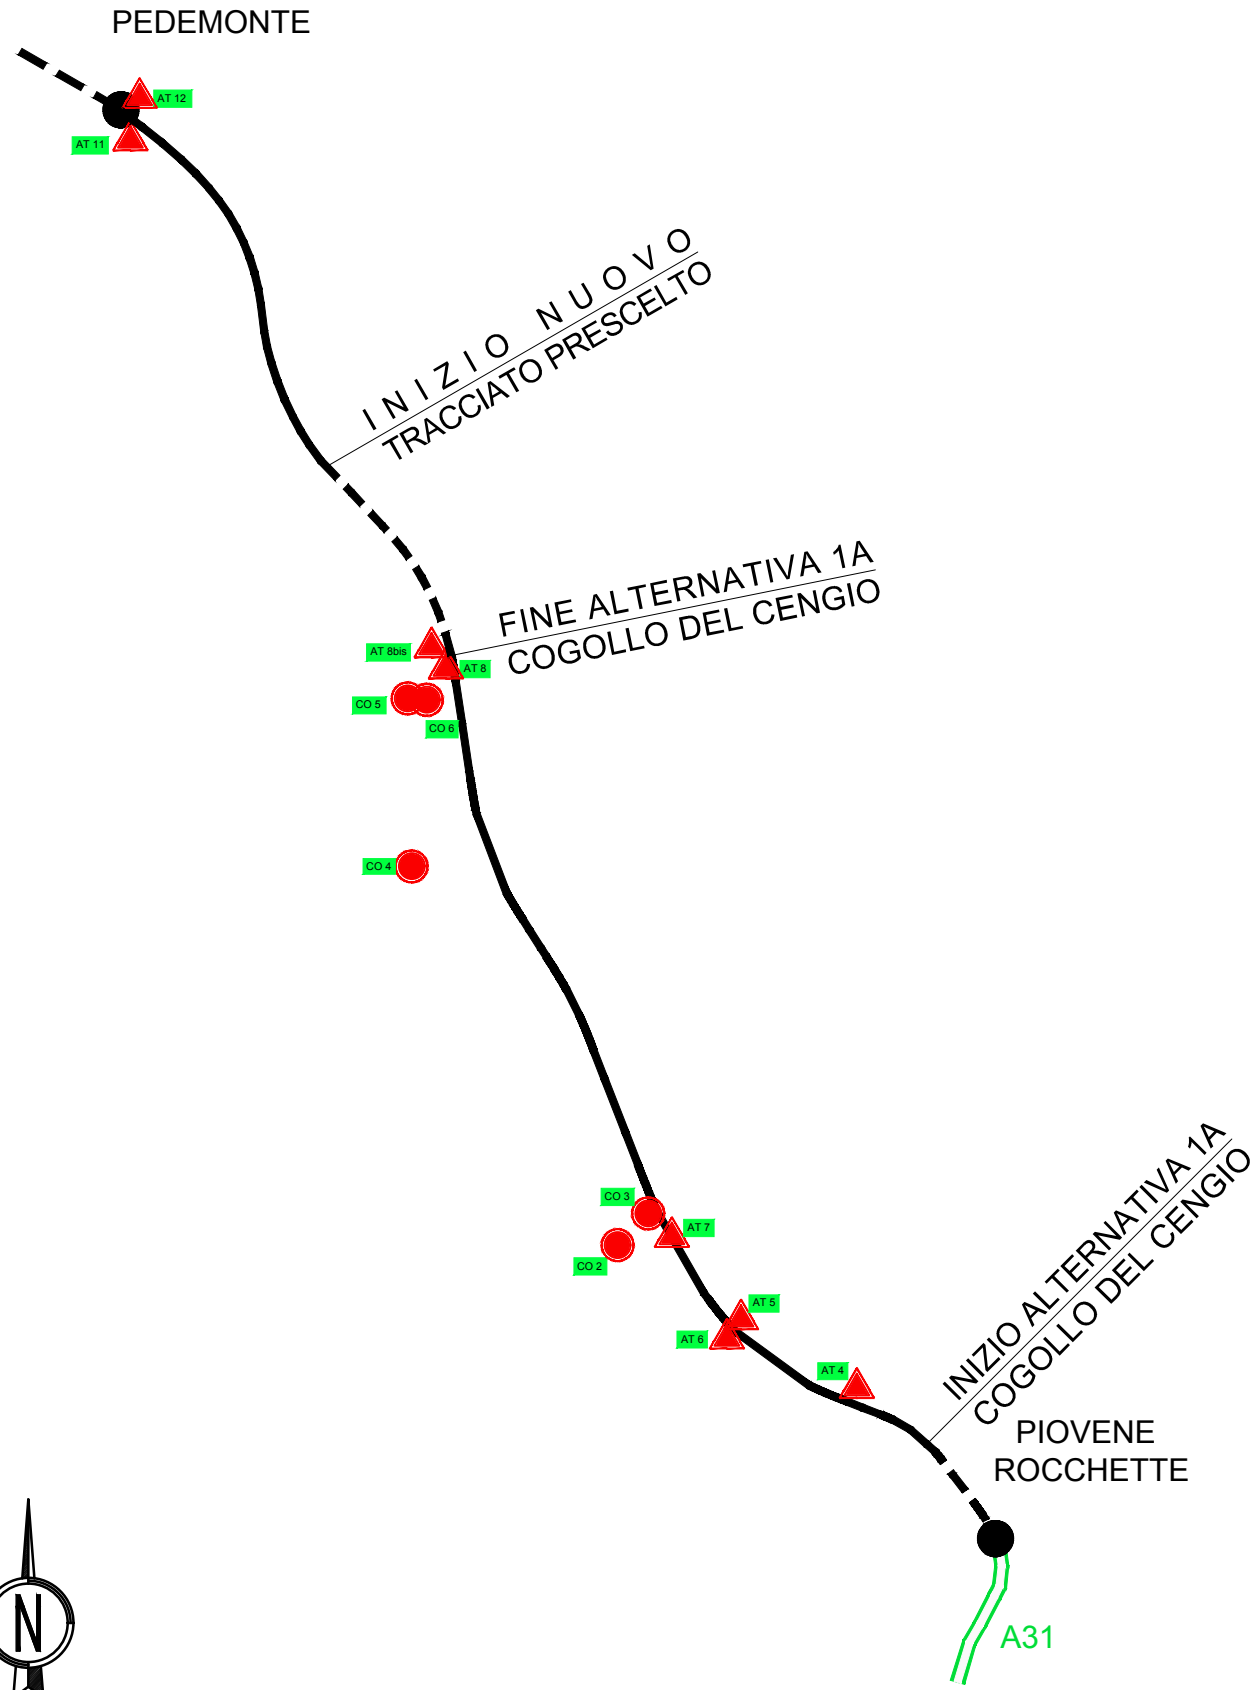 PEDEMONTE
AT 12
AT 11
INIZIO NUOVO
TRACCIATO PRESCELTO
FINE ALTERNATIVA 1A
COGOLLO DEL CENGIO
AT 8bis
AT 8
CO 5
CO 6
CO 4
INIZIO ALTERNATIVA 1A
COGOLLO DEL CENGIO
CO 3
AT 7
CO 2
AT 5
AT 6
AT 4
PIOVENE
ROCCHETTE
N
A31